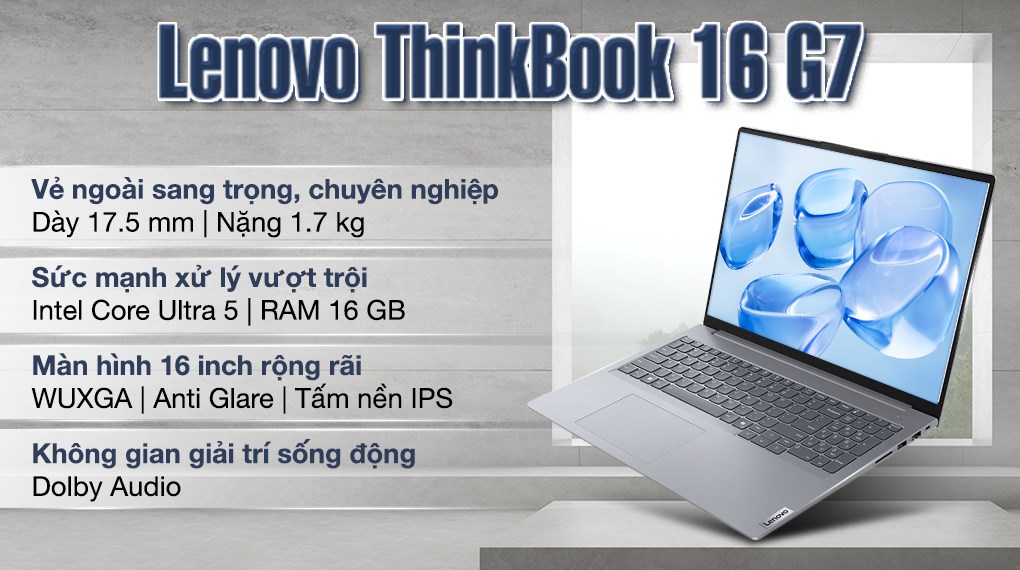 Lenovo ThinkBook 16 G7
Vẻ ngoài sang trọng, chuyên nghiệp
Dày 17.5 mm | Nặng 1.7 kg
Sức mạnh xử lý vượt trội
Intel Core Ultra 5 | RAM 16 GB
Màn hình 16 inch rộng rãi
WUXGA | Anti Glare | Tấm nền IPS
Không gian giải trí sống động
Dolby Audio
Lenovo